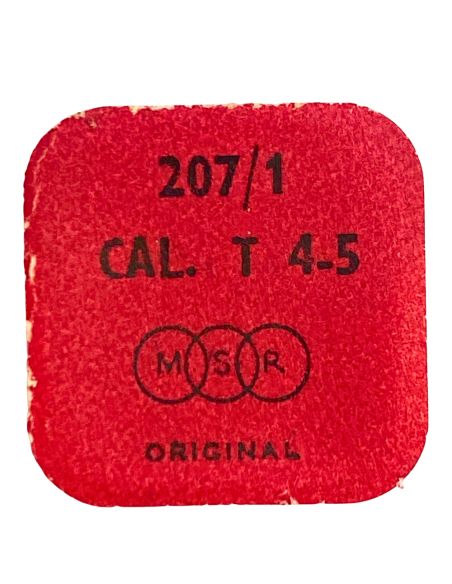 207/1
CAL. T 4-5
M S R
ORIGINAL